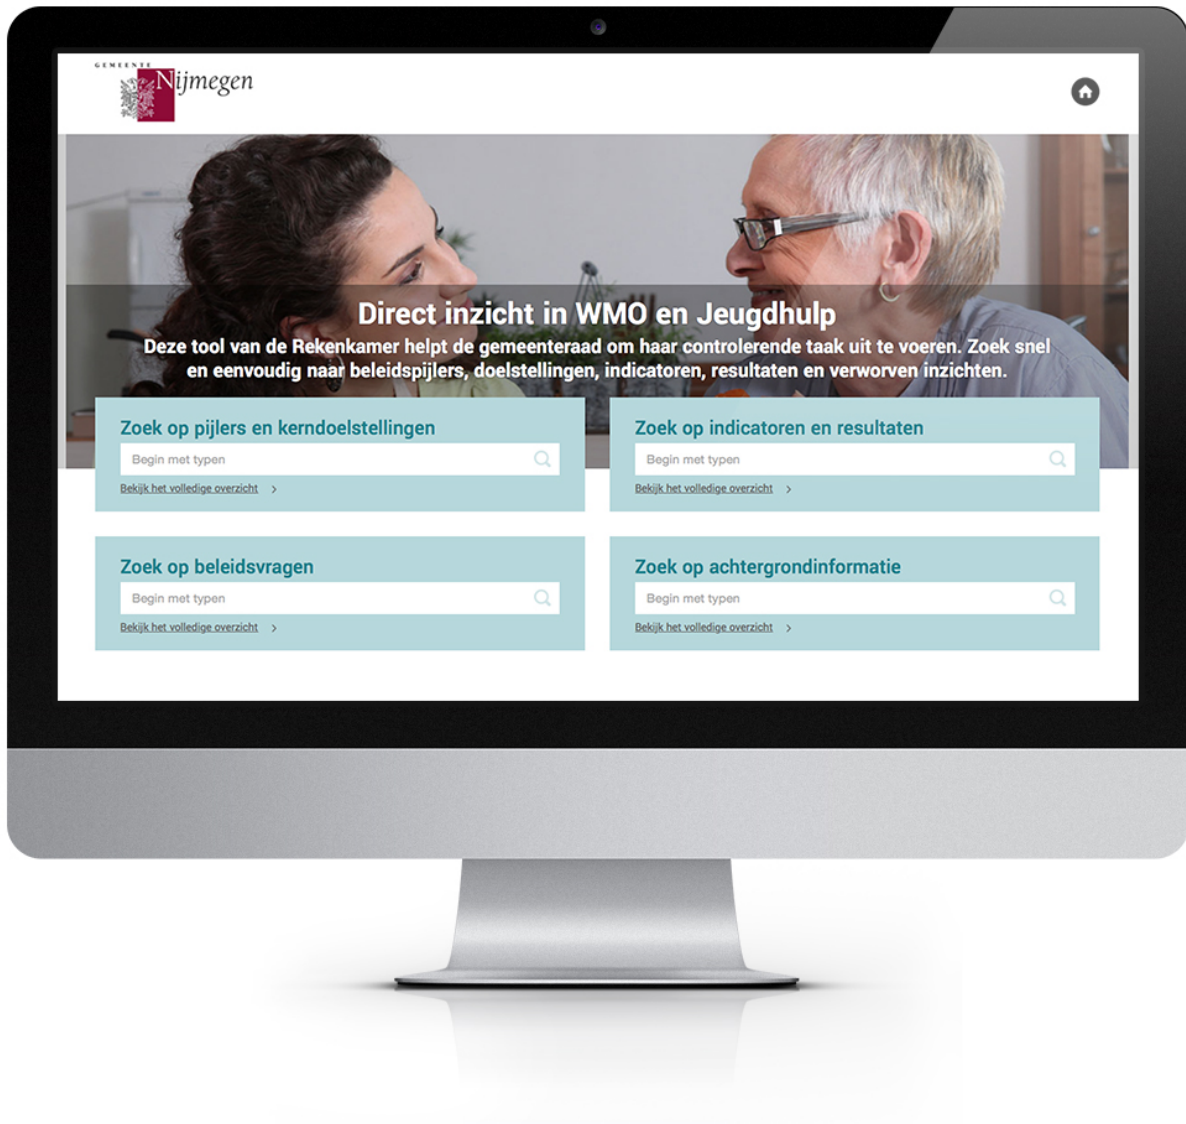 GEMEENTE
Nijmegen
Direct inzicht in WMO en Jeugdhulp
Deze tool van de Rekenkamer helpt de gemeenteraad om haar controlerende taak uit te voeren. Zoek snel
en eenvoudig naar beleidspijlers, doelstellingen, indicatoren, resultaten en verworven inzichten.
Zoek op pijlers en kerndoelstellingen
Begin met typen
Bekijk het volledige overzicht >
Zoek op indicatoren en resultaten
Begin met typen
Bekijk het volledige overzicht >
Zoek op beleidsvragen
Begin met typen
Bekijk het volledige overzicht >
Zoek op achtergrondinformatie
Begin met typen
Bekijk het volledige overzicht >